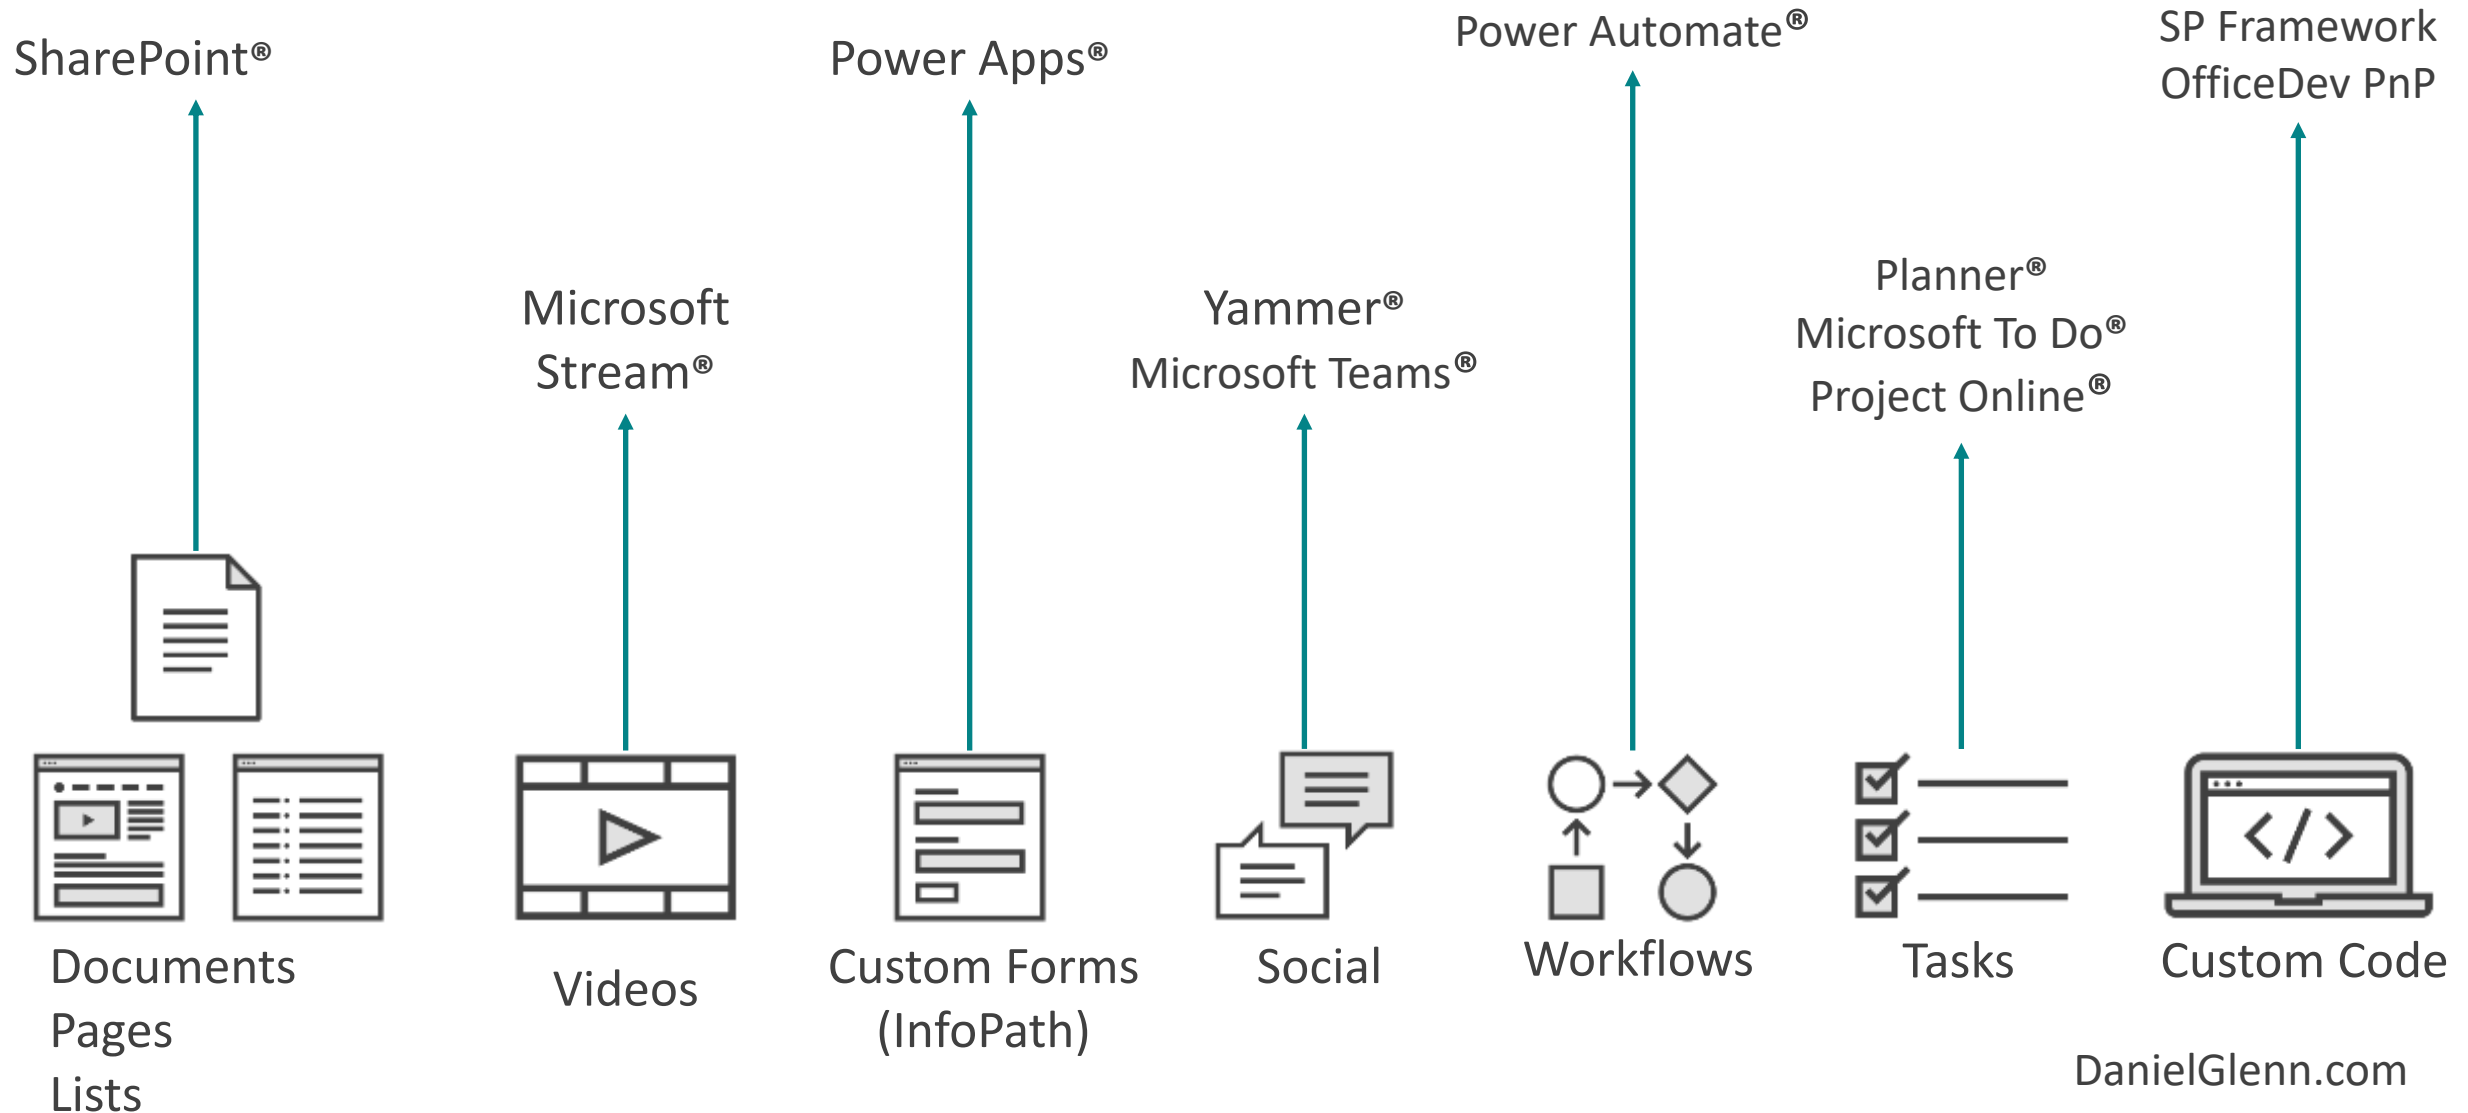 SharePoint®
Power Apps®
Power Automate®
SP Framework
OfficeDev PnP
Microsoft
Stream®
Yammer®
Microsoft Teams®
Planner®
Microsoft To Do®
Project Online®
Documents
Pages
Lists
Videos
Custom Forms
(InfoPath)
Social
Workflows
Tasks
</>
Custom Code
DanielGlenn.com